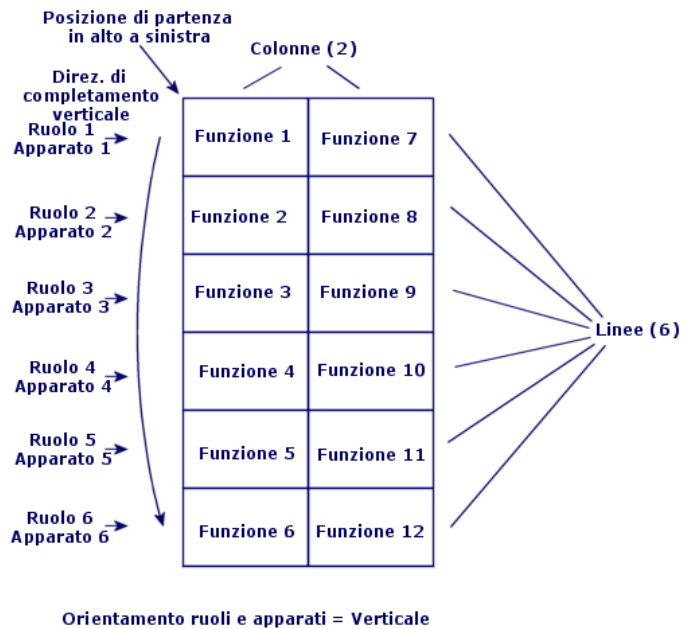 Posizione di partenza
in alto a sinistra
Colonne (2)
Direz. di
completamento
verticale
Ruolo 1
Apparato 1
Funzione 1
Funzione 7
Ruolo 2
Apparato 2
Funzione 2
Funzione 8
Ruolo 3
Apparato 3
Funzione 3
Funzione 9
Linee (6)
Ruolo 4
Apparato 4
Funzione 4
Funzione 10
Ruolo 5
Apparato 5
Funzione 5
Funzione 11
Ruolo 6
Apparato 6
Funzione 6
Funzione 12
Orientamento ruoli e apparati = Verticale